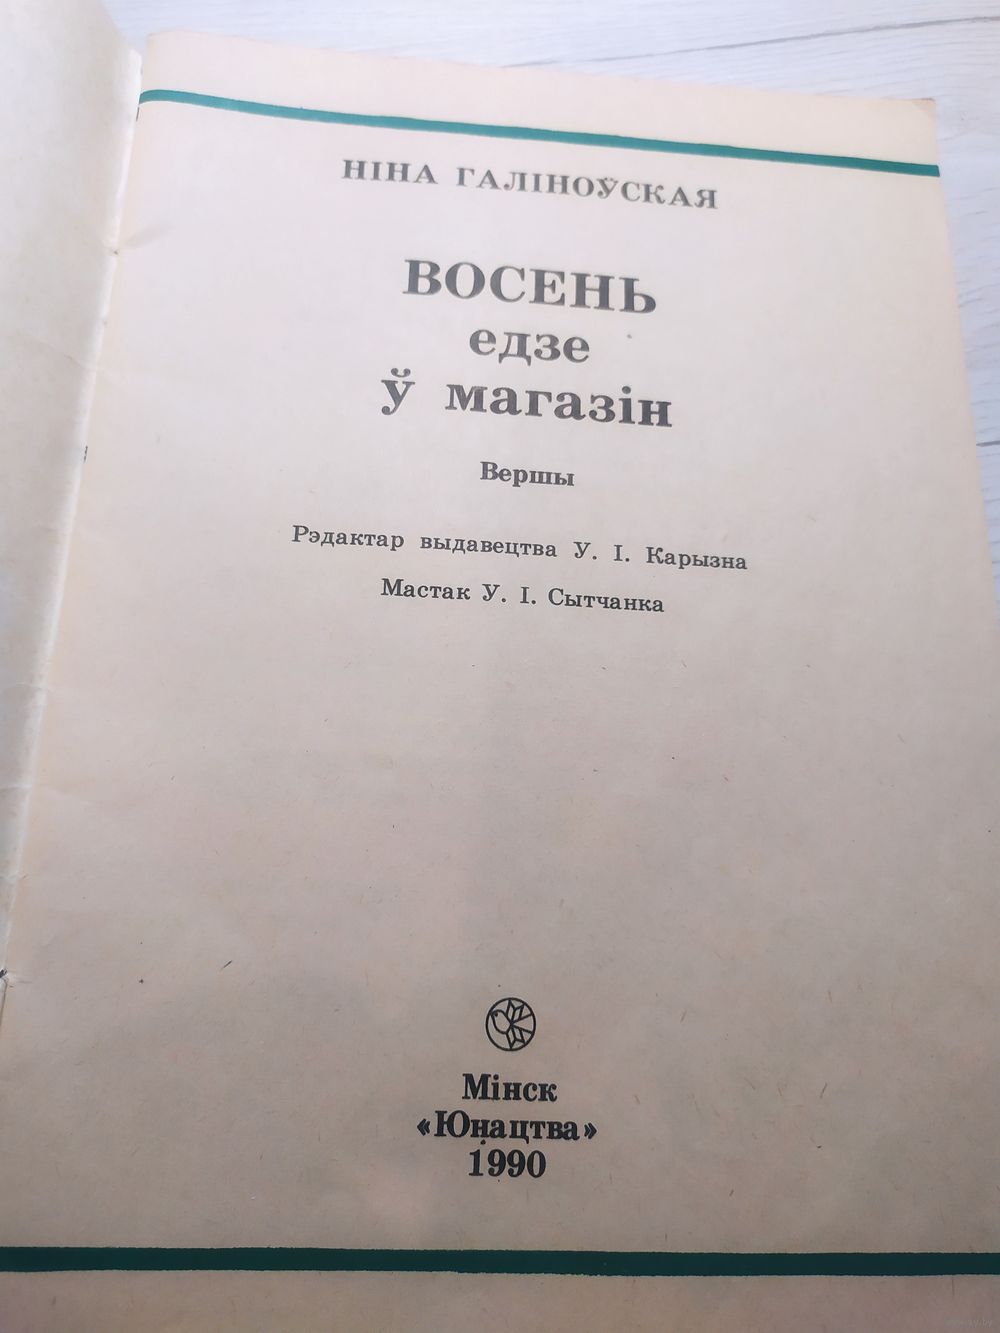 НІНА ГАЛІНОЎСКАЯ
ВОСЕНЬ
едзе
ў магазін
Вершы
Рэдактар выдавецтва У. І. Карызна
Мастак У. І. Сытчанка
Мінск
«Юнацтва»
1990